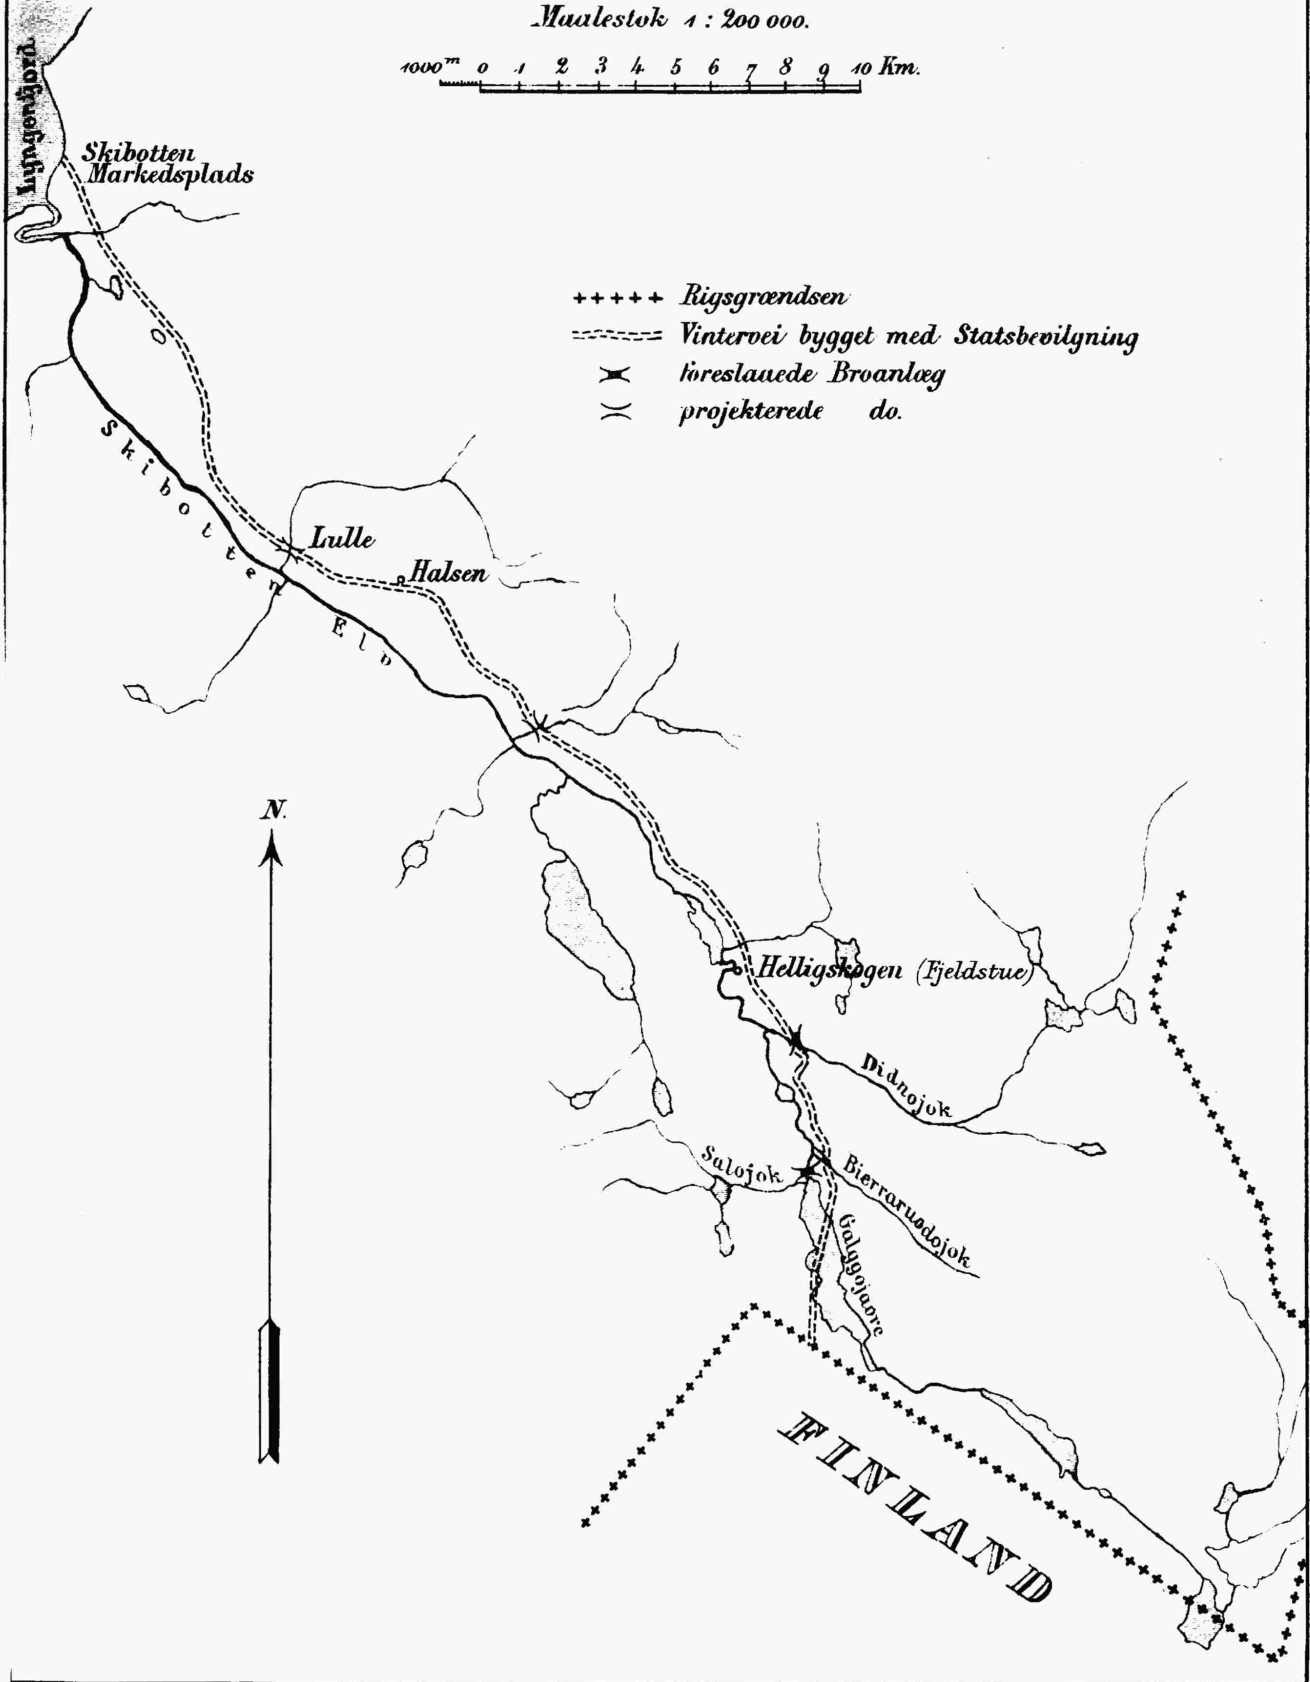 Maalestok 1 : 200 000.
1000 m 0 1 2 3 4 5 6 7 8 9 10 Km.
Lyngenfjord
Skibotten
Markedsplads
+++++ Rigsgrændsen
Vintervei bygget med Statsbevilgning
foreslaaede Broanlæg
projekterede do.
Skibotten Elv
Lulle
Halsen
N.
Helligskogen (Fjeldstue)
Didnojok
Salojok
Bierraruodojok
Galggojavre
FINLAND